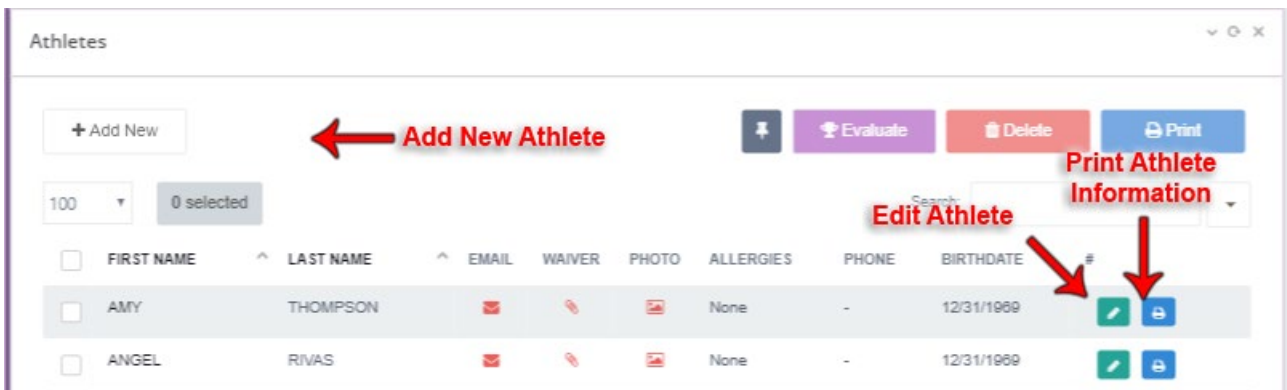 Athletes
+ Add New
Add New Athlete
Evaluate
Delete
Print
Print Athlete
Information
100
0 selected
Search:
Edit Athlete
FIRST NAME LAST NAME EMAIL WAIVER PHOTO ALLERGIES PHONE BIRTHDATE #
AMY THOMPSON None - 12/31/1969
ANGEL RIVAS None - 12/31/1969